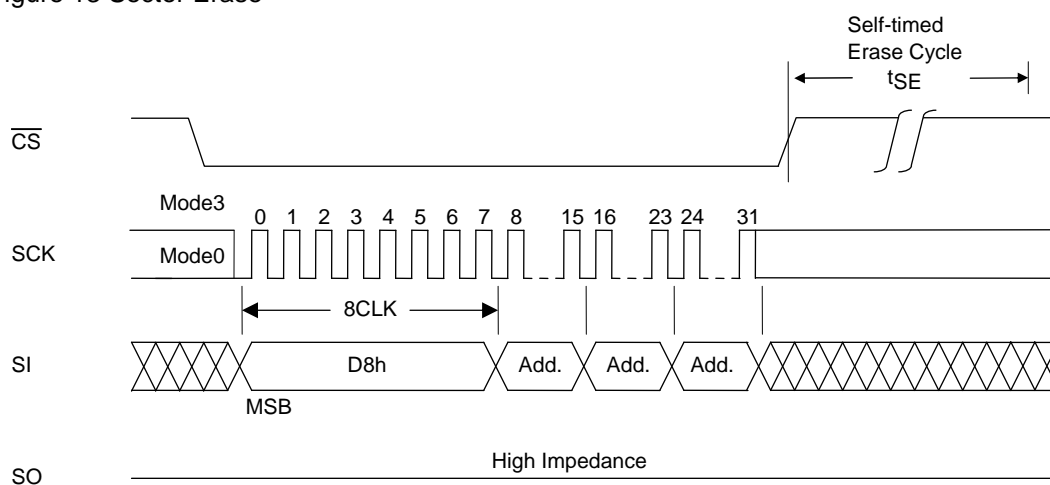 Figure 18 Sector Erase
Self-timed
Erase Cycle
tSE
CS
Mode3
0 1 2 3 4 5 6 7 8 15 16 23 24 31
SCK
Mode0
8CLK
SI
D8h
Add.
Add.
Add.
MSB
High Impedance
SO